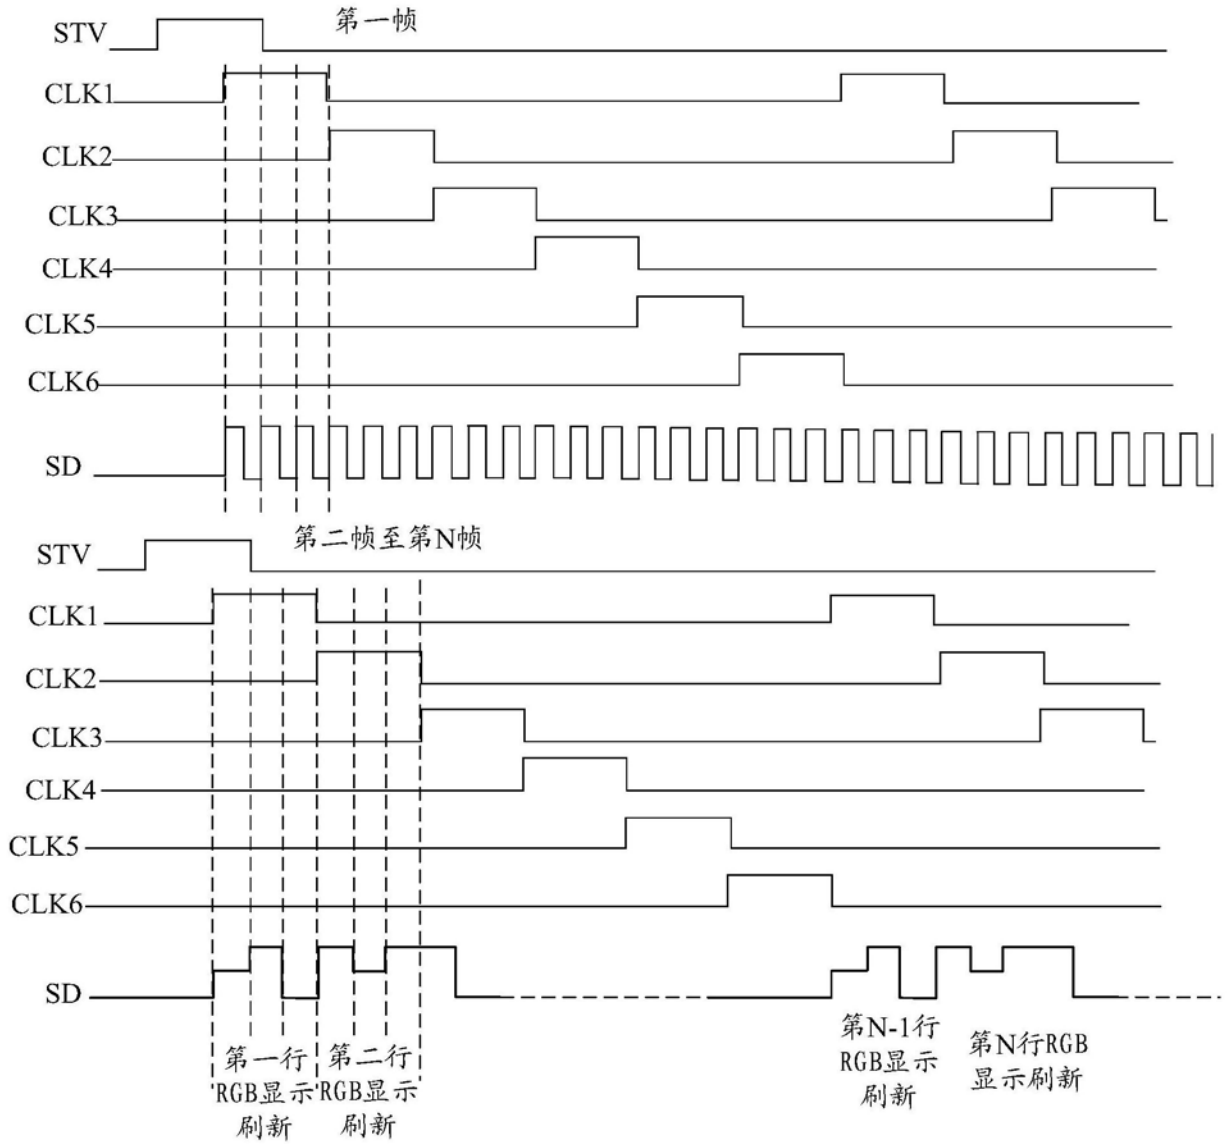 第一帧
STV
CLK1
CLK2
CLK3
CLK4
CLK5
CLK6
SD
第二帧至第N帧
STV
CLK1
CLK2
CLK3
CLK4
CLK5
CLK6
SD
第一行
RGB显示
刷新
第二行
RGB显示
刷新
第N-1行
RGB显示
刷新
第N行RGB
显示刷新